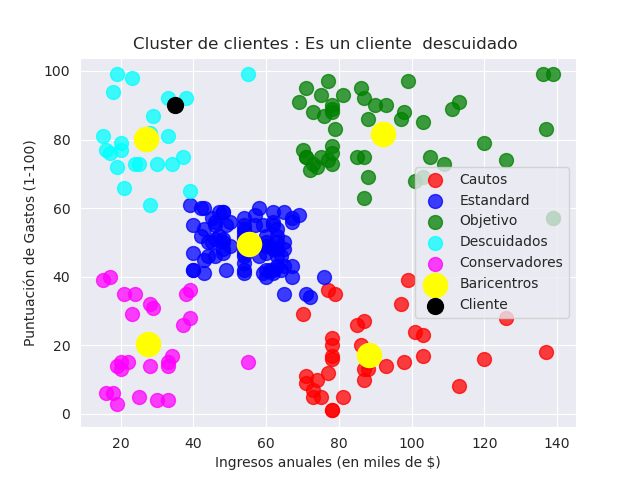 Cluster de clientes : Es un cliente  descuidado
Puntuación de Gastos (1-100)
100
80
60
40
20
0
Cautos
Estandard
Objetivo
Descuidados
Conservadores
Baricentros
Cliente
20 40 60 80 100 120 140
Ingresos anuales (en miles de $)